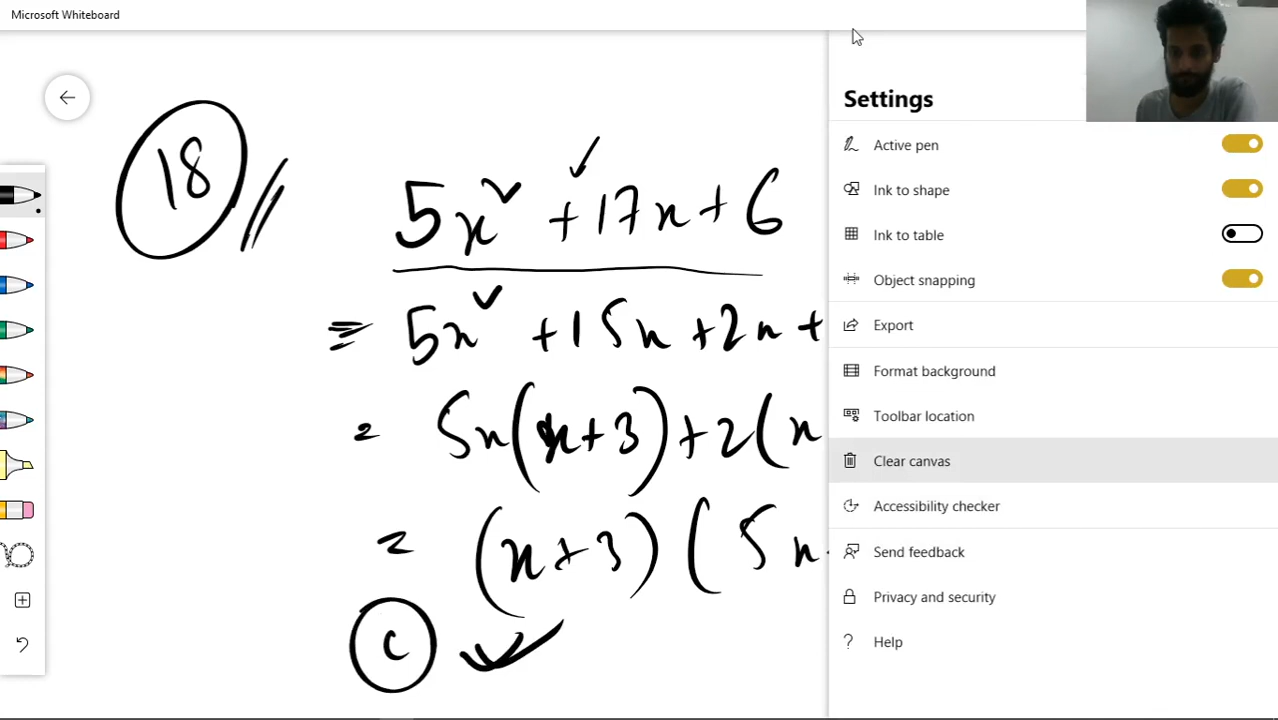 Microsoft Whiteboard
Settings
Active pen
Ink to shape
Ink to table
Object snapping
Export
Format background
Toolbar location
Clear canvas
Accessibility checker
Send feedback
Privacy and security
Help
18
5x² + 17x + 6
= 5x² + 15x + 2x +
= 5x(x+3) + 2(x
= (x+3)(5x
C